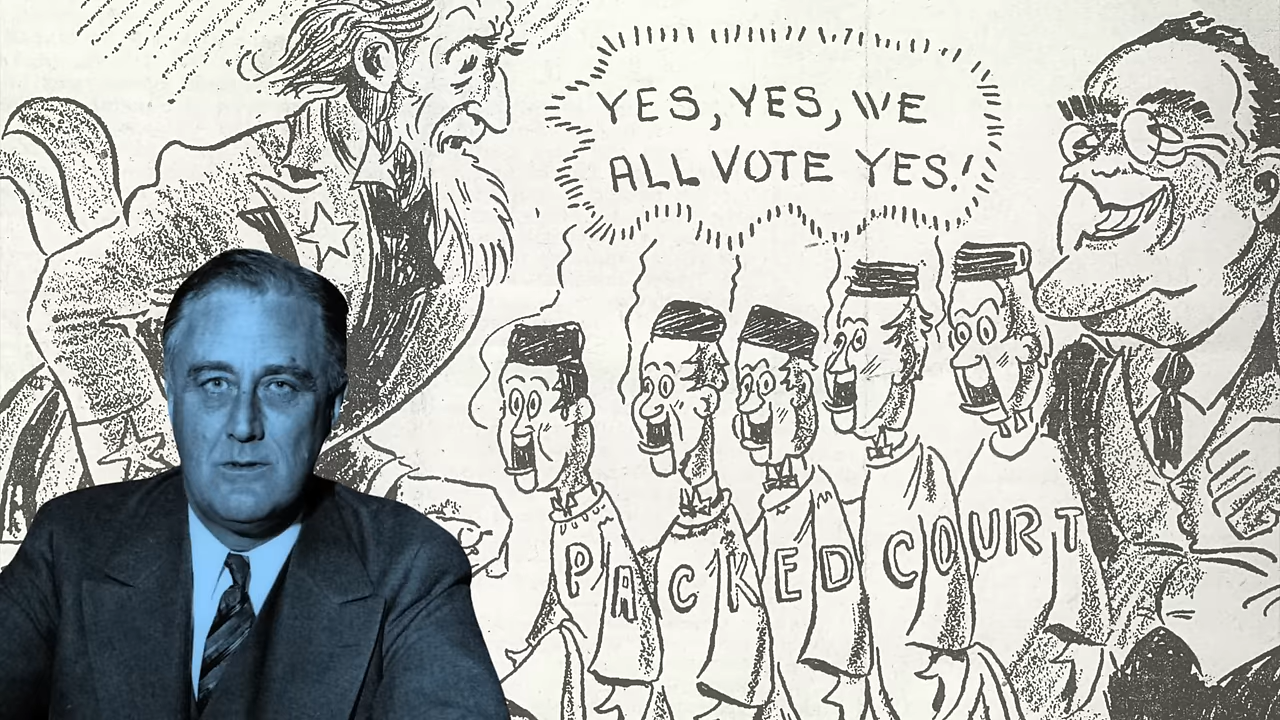 YES, YES, WE
ALL VOTE YES!
PACKED COURT